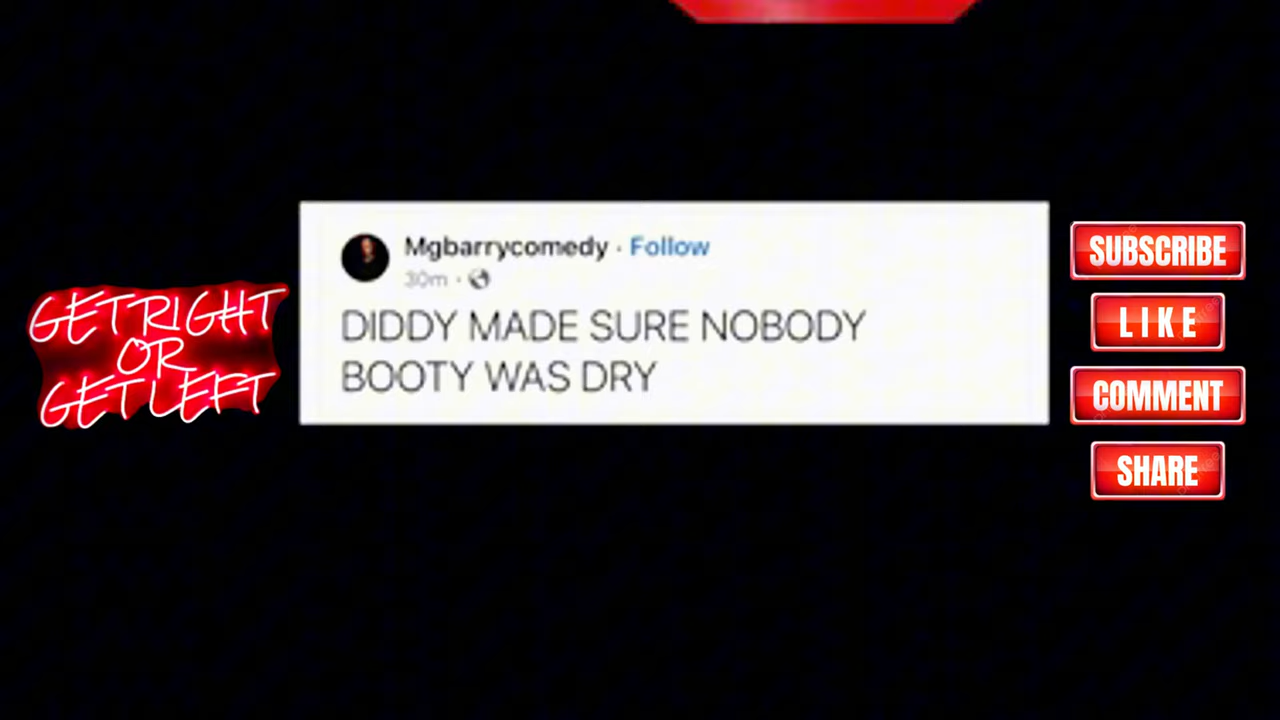 GET RIGHT
OR
GET LEFT
Mgbarrycomedy · Follow
30m ·
DIDDY MADE SURE NOBODY
BOOTY WAS DRY
SUBSCRIBE
LIKE
COMMENT
SHARE